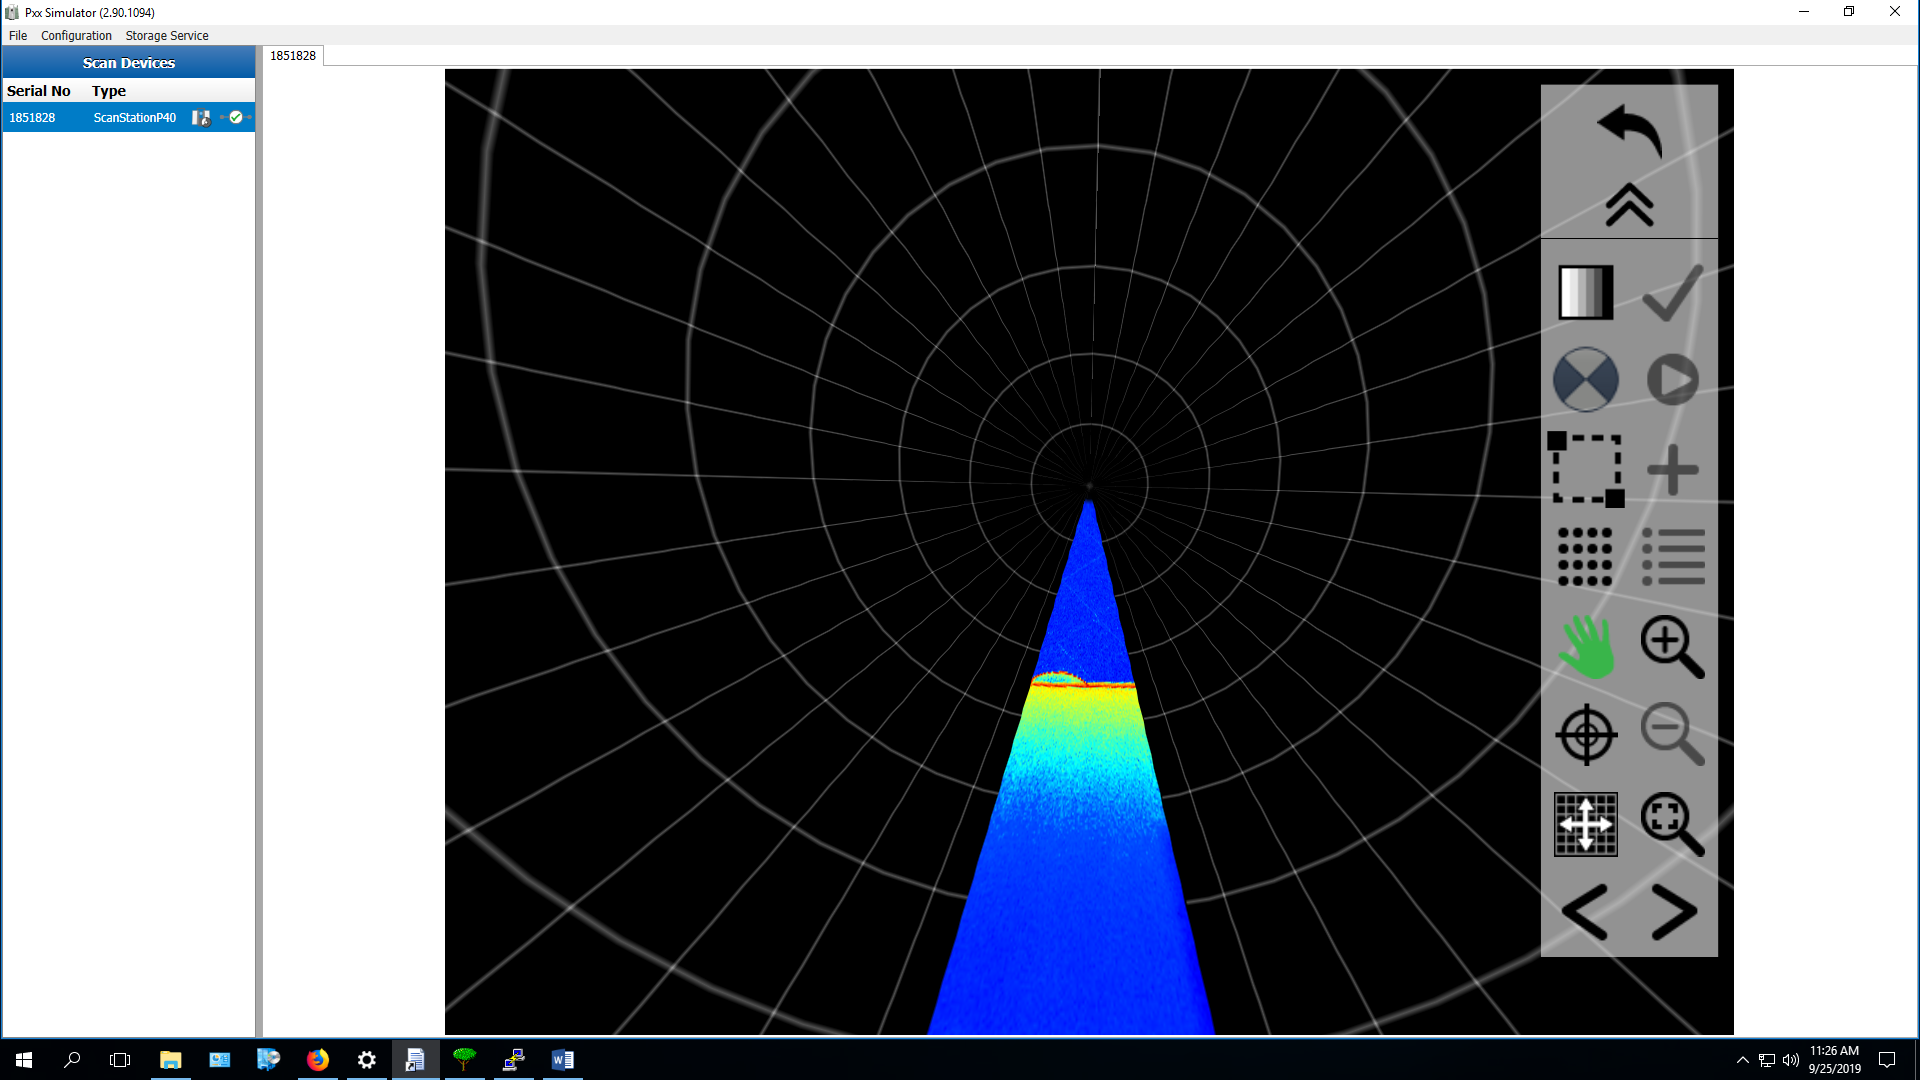 Pxx Simulator (2.90.1094)
File Configuration Storage Service
Scan Devices
1851828
Serial No Type
1851828 ScanStationP40
11:26 AM
9/25/2019